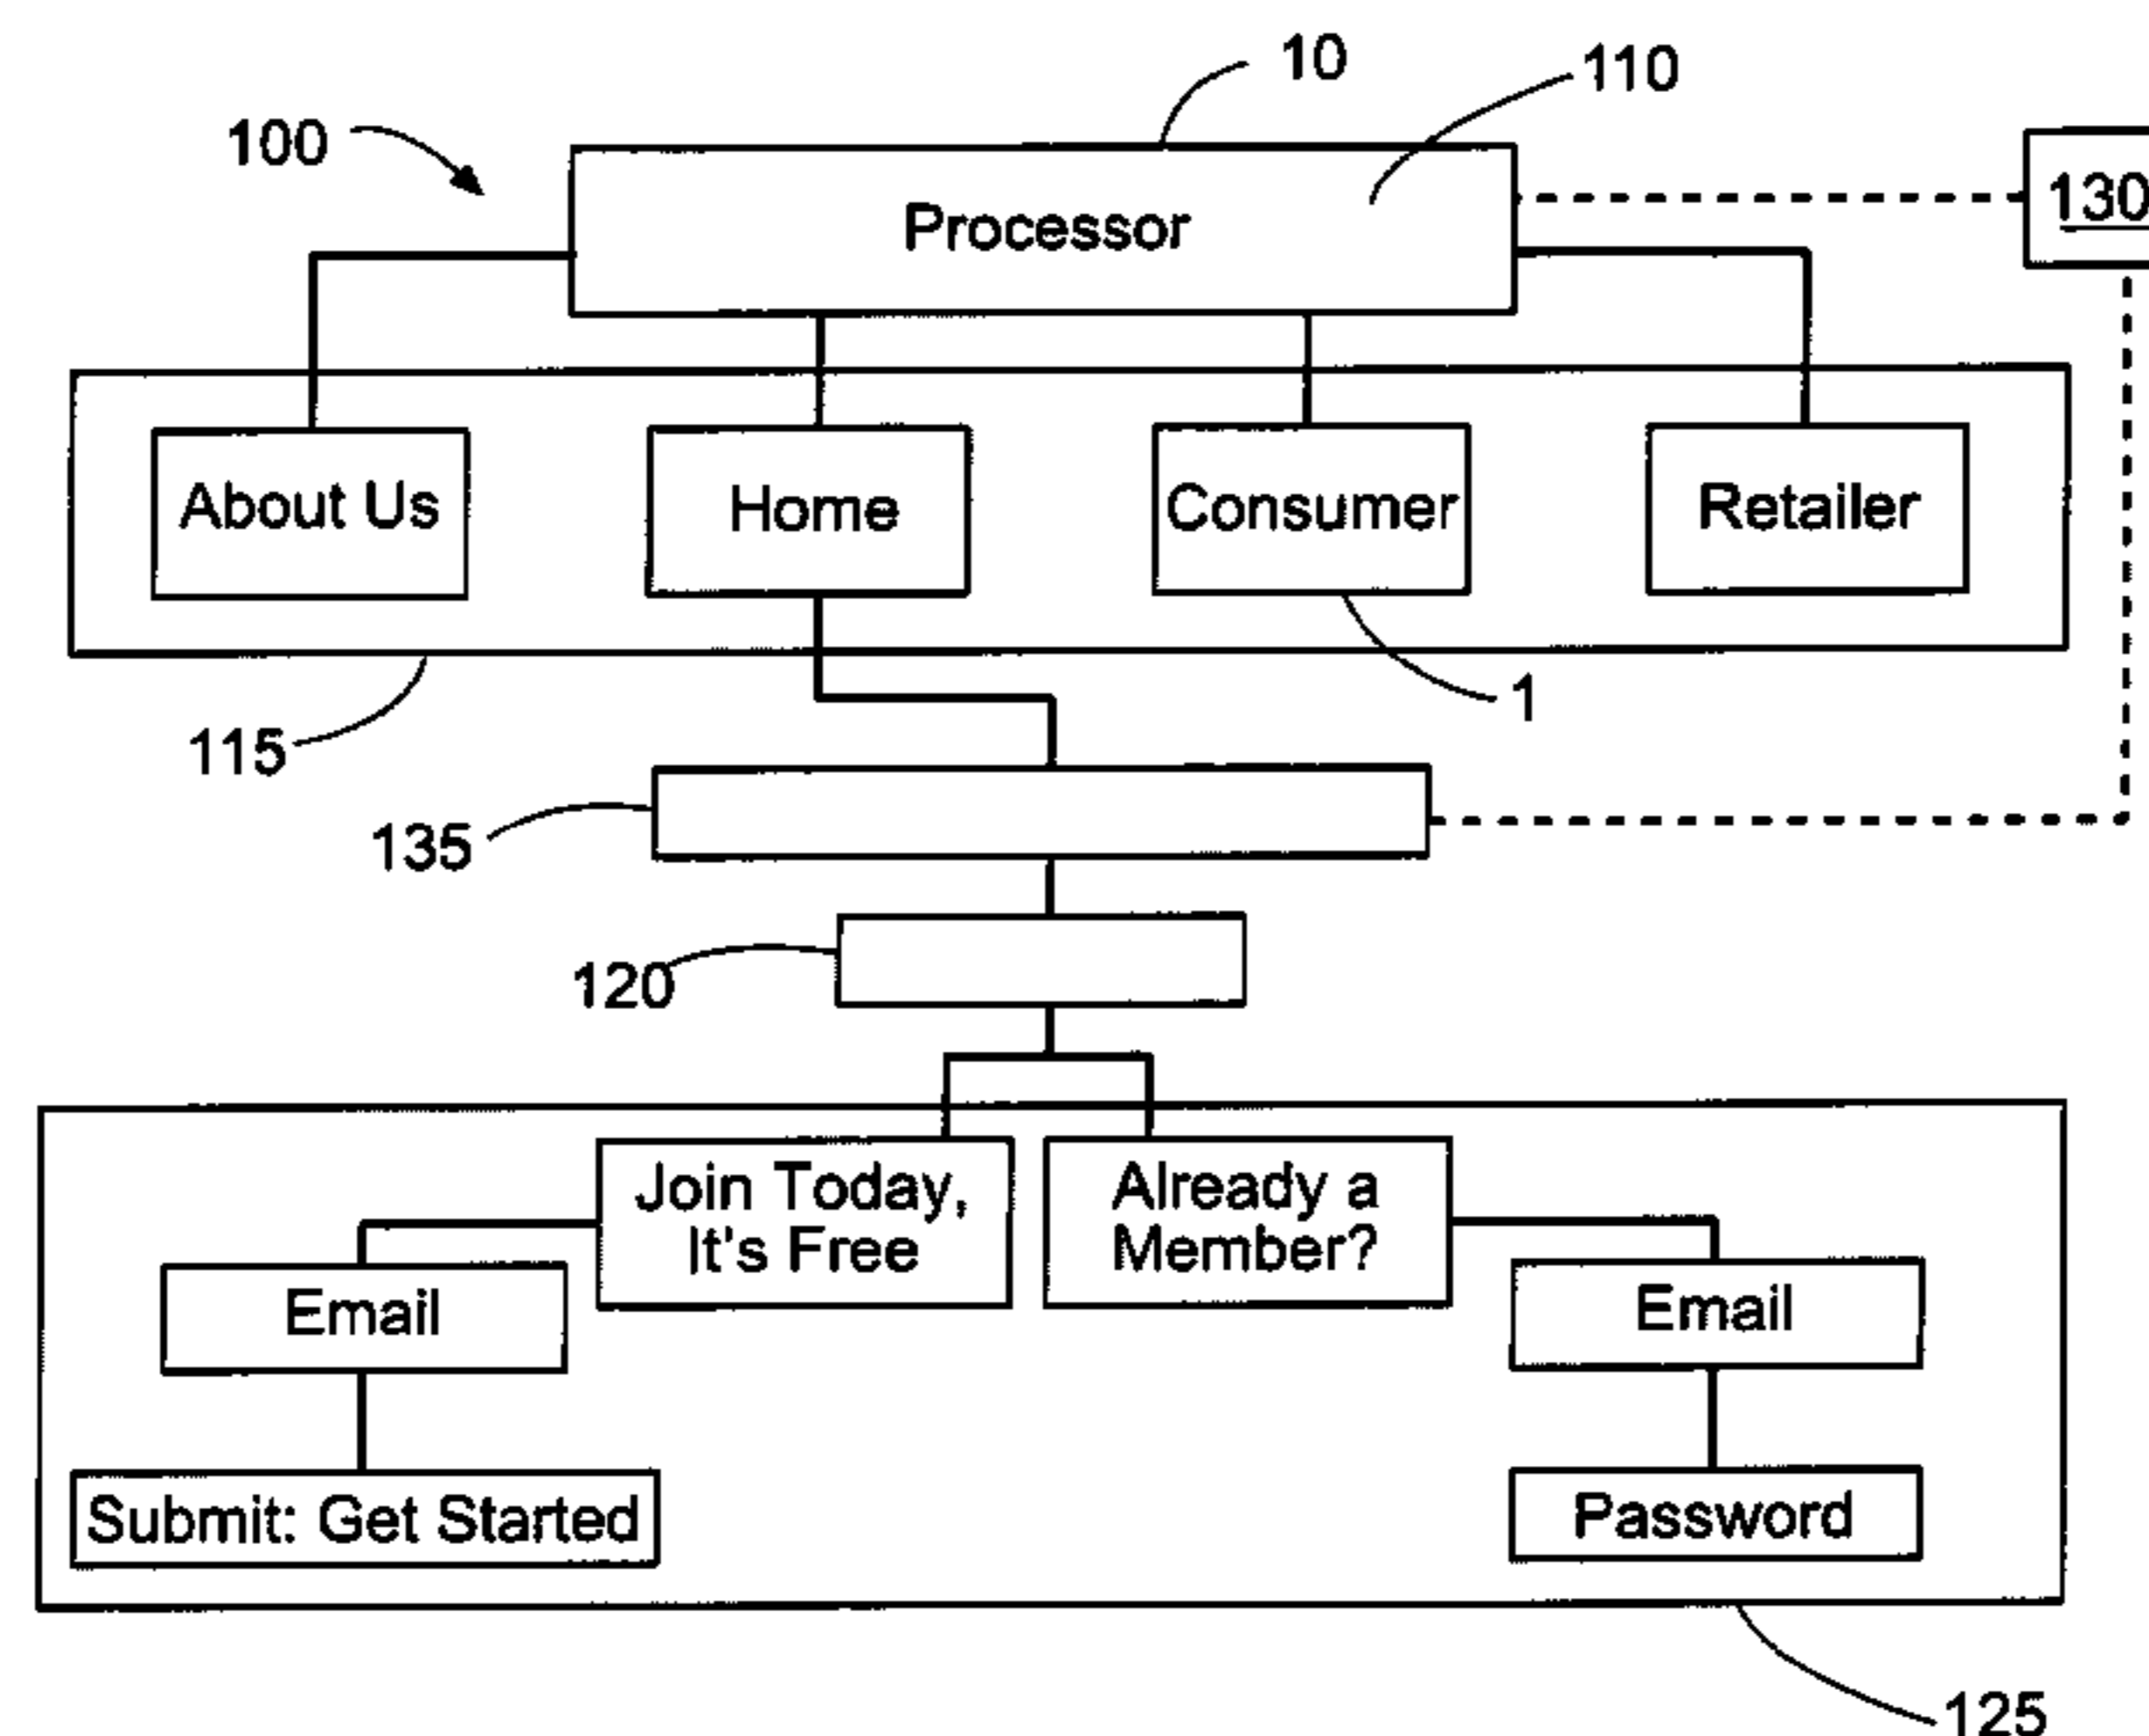 10
110
100
130
Processor
About Us
Home
Consumer
Retailer
1
115
135
120
Join Today,
It's Free
Already a
Member?
Email
Email
Submit: Get Started
Password
125